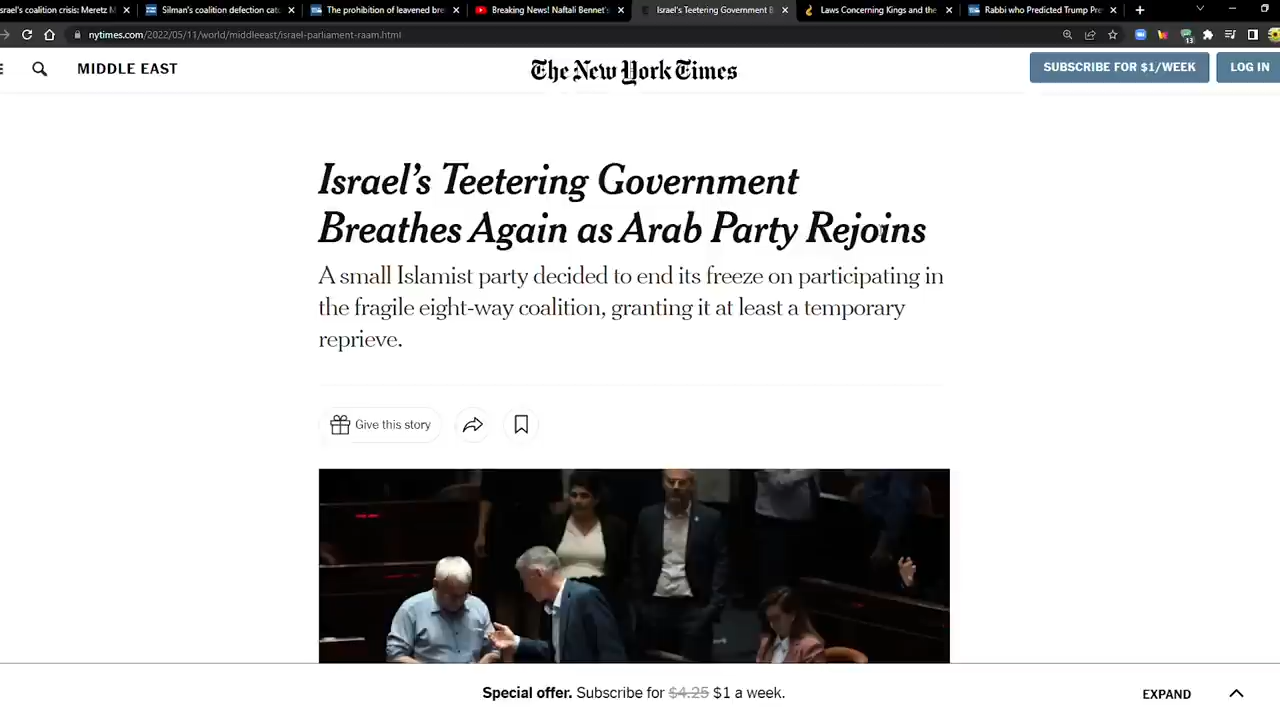 srael's coalition crisis: Meretz M
Silman's coalition defection cat
The prohibition of leavened bre
Breaking News! Naftali Bennet'
Israel's Teetering Government B
Laws Concerning Kings and the
Rabbi who Predicted Trump Pre
nytimes.com/2022/05/11/world/middleeast/israel-parliament-raam.html
13
MIDDLE EAST
The New York Times
SUBSCRIBE FOR $1/WEEK
LOG IN
Israel's Teetering Government
Breathes Again as Arab Party Rejoins
A small Islamist party decided to end its freeze on participating in
the fragile eight-way coalition, granting it at least a temporary
reprieve.
Give this story
Special offer. Subscribe for $4.25 $1 a week.
EXPAND